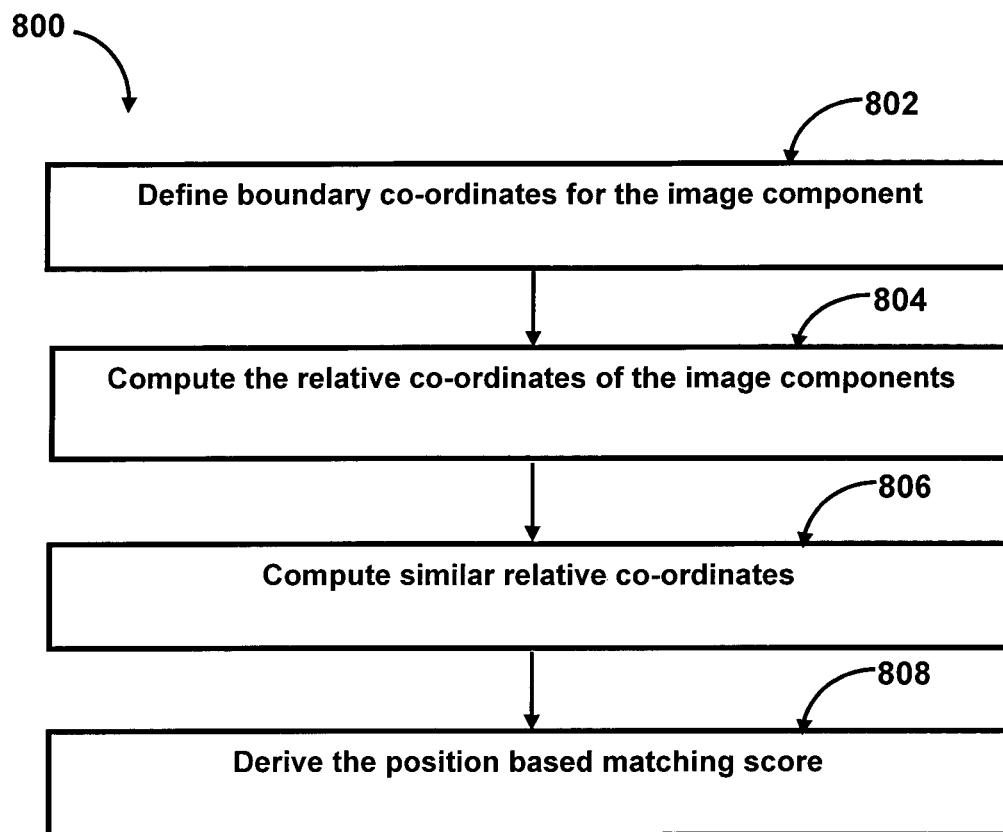 800
802
Define boundary co-ordinates for the image component
804
Compute the relative co-ordinates of the image components
806
Compute similar relative co-ordinates
808
Derive the position based matching score